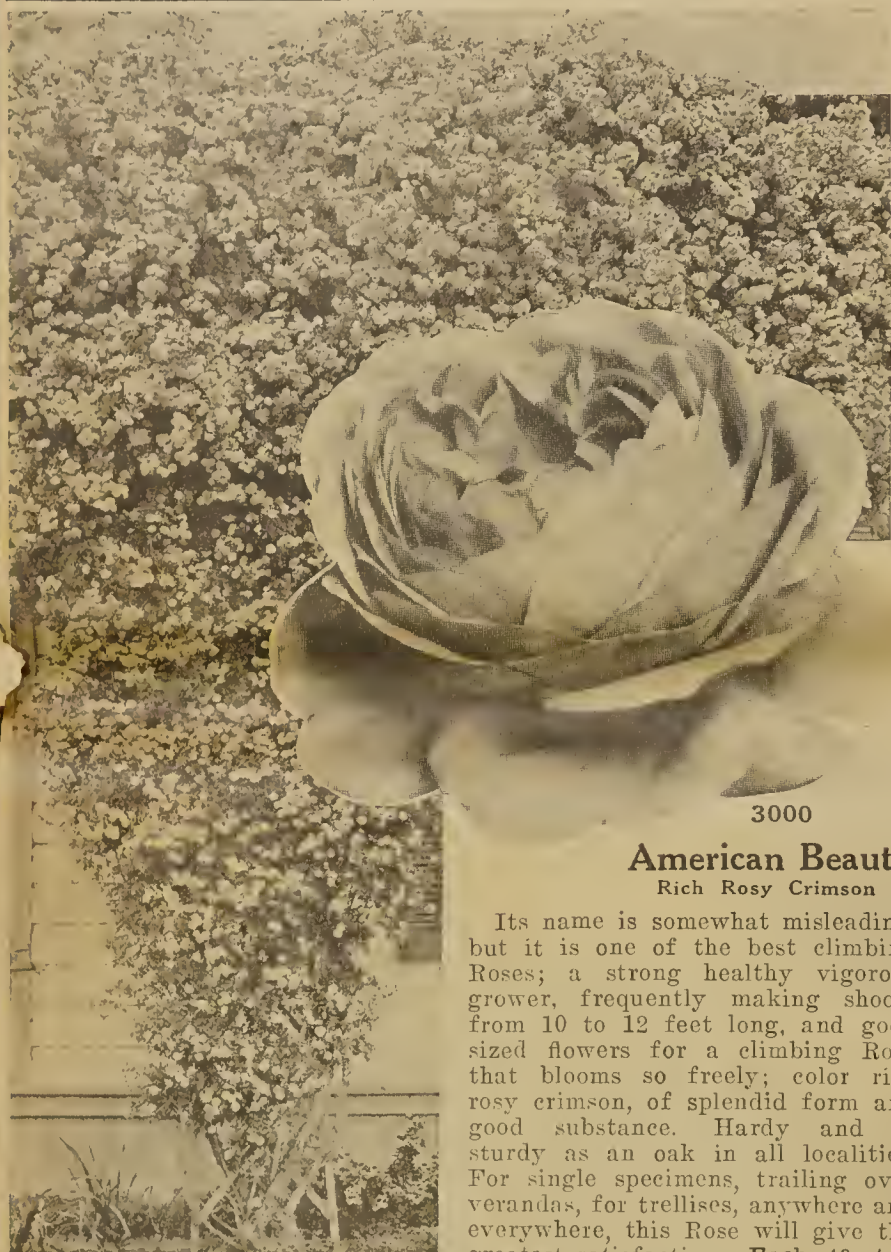 3000
American Beaut
Rich Rosy Crimson
Its name is somewhat misleadin
but it is one of the best climbi
Roses; a strong healthy vigoro
grower, frequently making shoo
from 10 to 12 feet long, and go
sized flowers for a climbing Ro
that blooms so freely; color ri
rosy crimson, of splendid form a
good substance. Hardy and
sturdy as an oak in all localiti
For single specimens, trailing ov
verandas, for trellises, anywhere a
everywhere, this Rose will give t